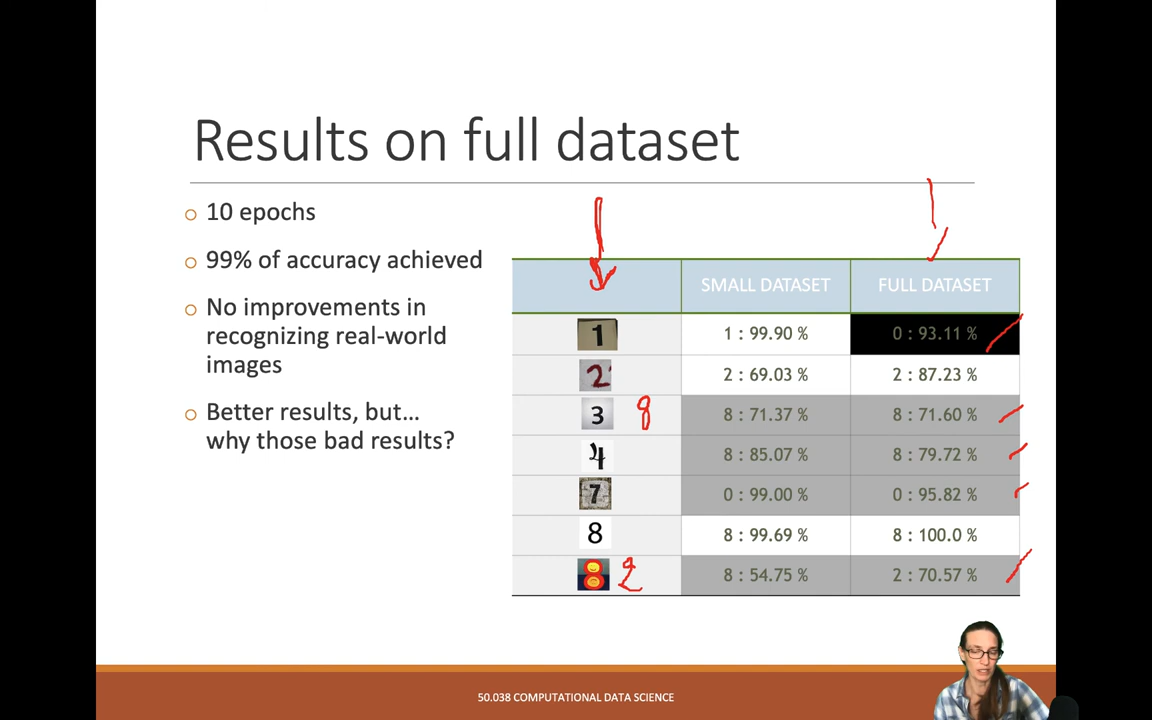 Results on full dataset
o 10 epochs
o 99% of accuracy achieved
o No improvements in
recognizing real-world
images
o Better results, but…
why those bad results?
SMALL DATASET FULL DATASET
1 1 : 99.90 % 0 : 93.11 %
2 2 : 69.03 % 2 : 87.23 %
3 8 8 : 71.37 % 8 : 71.60 %
4 8 : 85.07 % 8 : 79.72 %
7 0 : 99.00 % 0 : 95.82 %
8 8 : 99.69 % 8 : 100.0 %
8 2 8 : 54.75 % 2 : 70.57 %
50.038 COMPUTATIONAL DATA SCIENCE